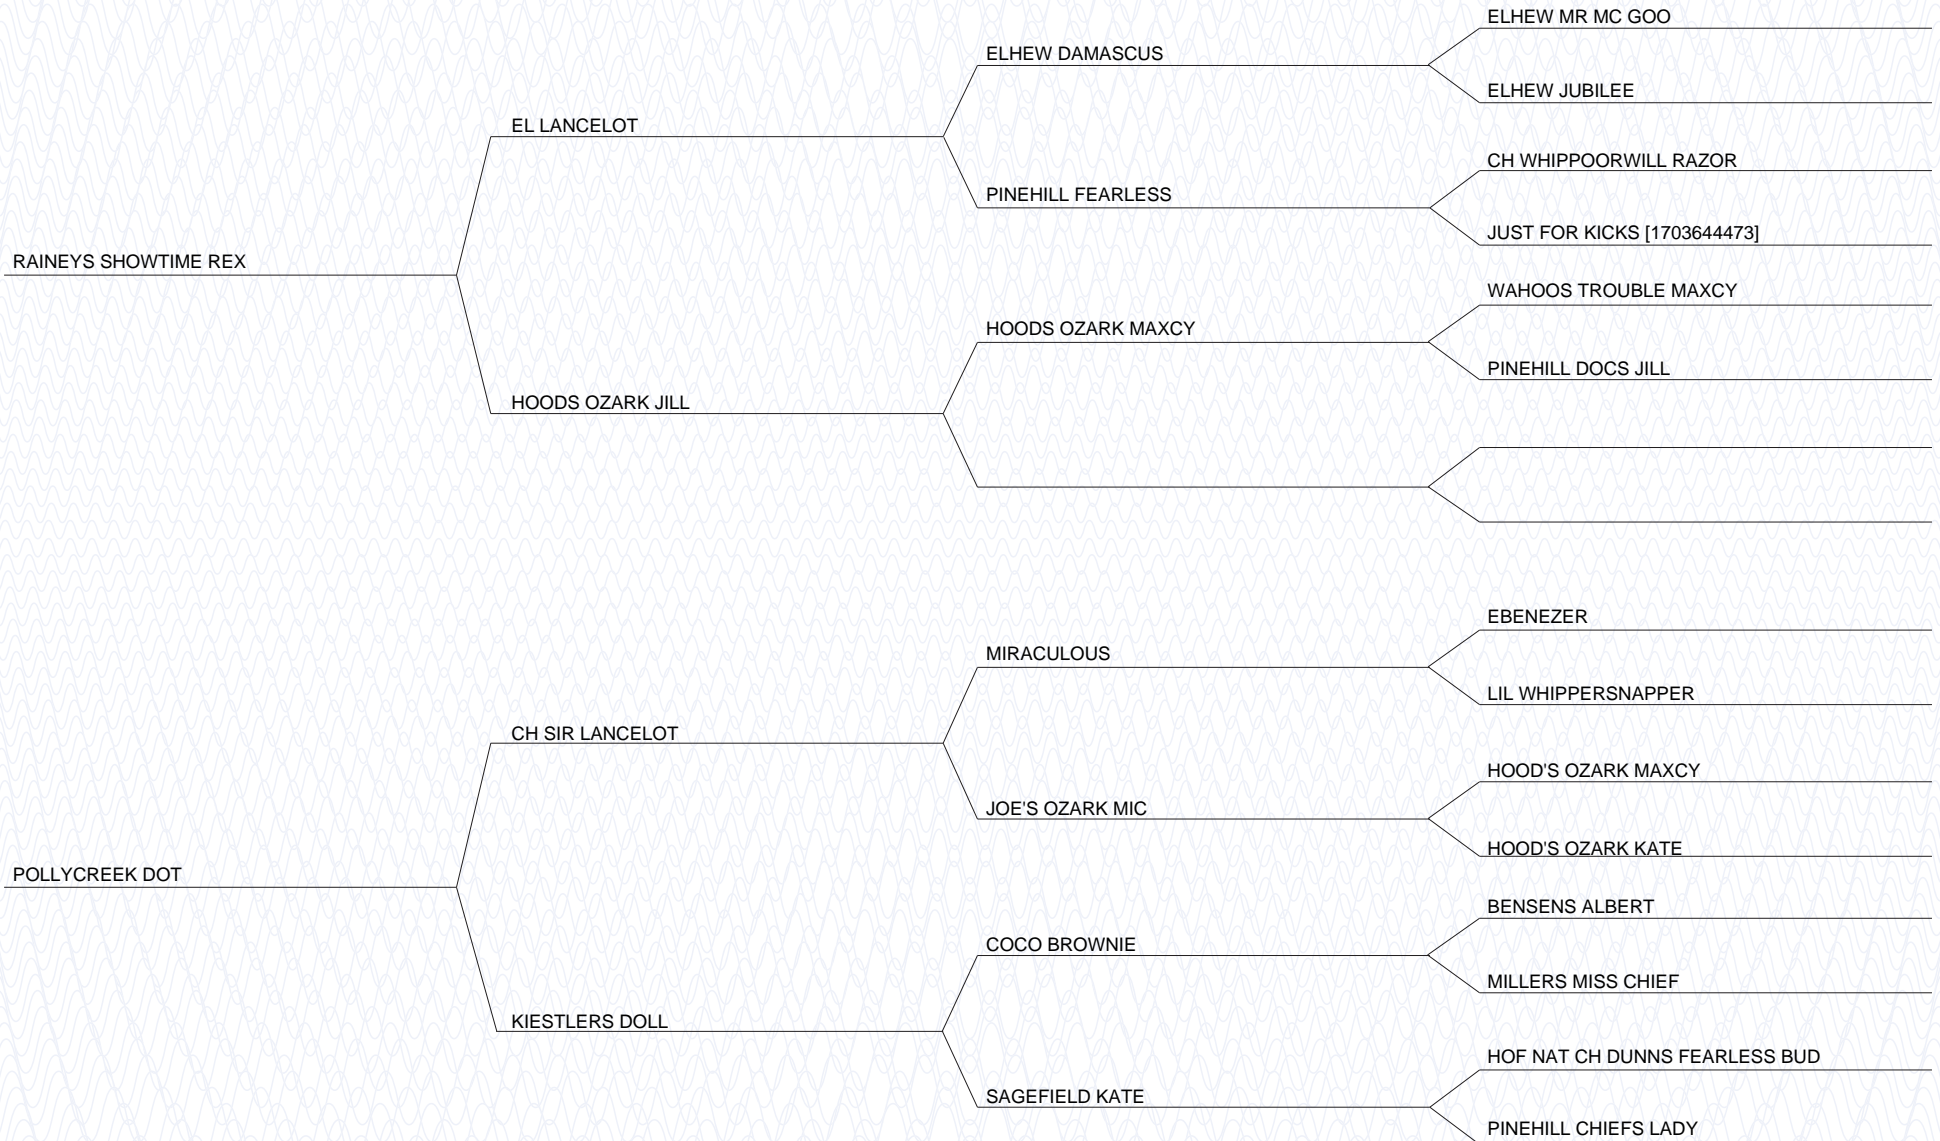 ELHEW MR MC GOO
ELHEW DAMASCUS
ELHEW JUBILEE
EL LANCELOT
CH WHIPPOORWILL RAZOR
PINEHILL FEARLESS
JUST FOR KICKS [1703644473]
RAINEYS SHOWTIME REX
WAHOOS TROUBLE MAXCY
HOODS OZARK MAXCY
PINEHILL DOCS JILL
HOODS OZARK JILL
EBENEZER
MIRACULOUS
LIL WHIPPERSNAPPER
CH SIR LANCELOT
HOOD'S OZARK MAXCY
JOE'S OZARK MIC
HOOD'S OZARK KATE
POLLYCREEK DOT
BENSENS ALBERT
COCO BROWNIE
MILLERS MISS CHIEF
KIESTLERS DOLL
HOF NAT CH DUNNS FEARLESS BUD
SAGEFIELD KATE
PINEHILL CHIEFS LADY